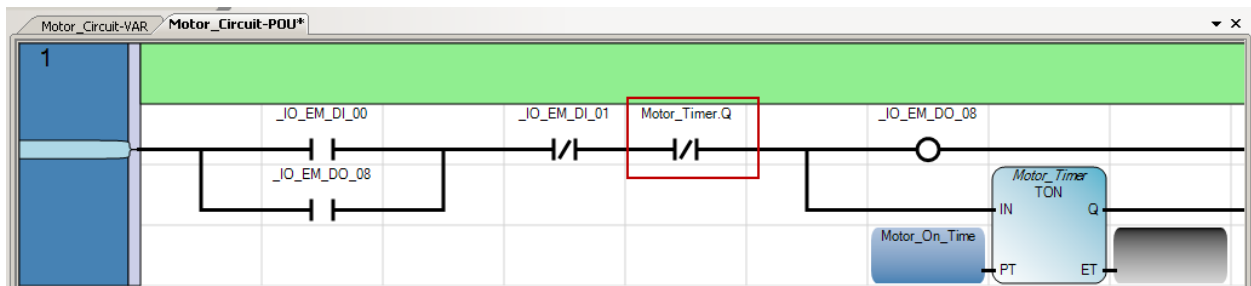 Motor_Circuit-VAR Motor_Circuit-POU*
1
_IO_EM_DI_00 _IO_EM_DI_01 Motor_Timer.Q _IO_EM_DO_08
_IO_EM_DO_08 Motor_Timer
TON
IN Q
Motor_On_Time
PT ET